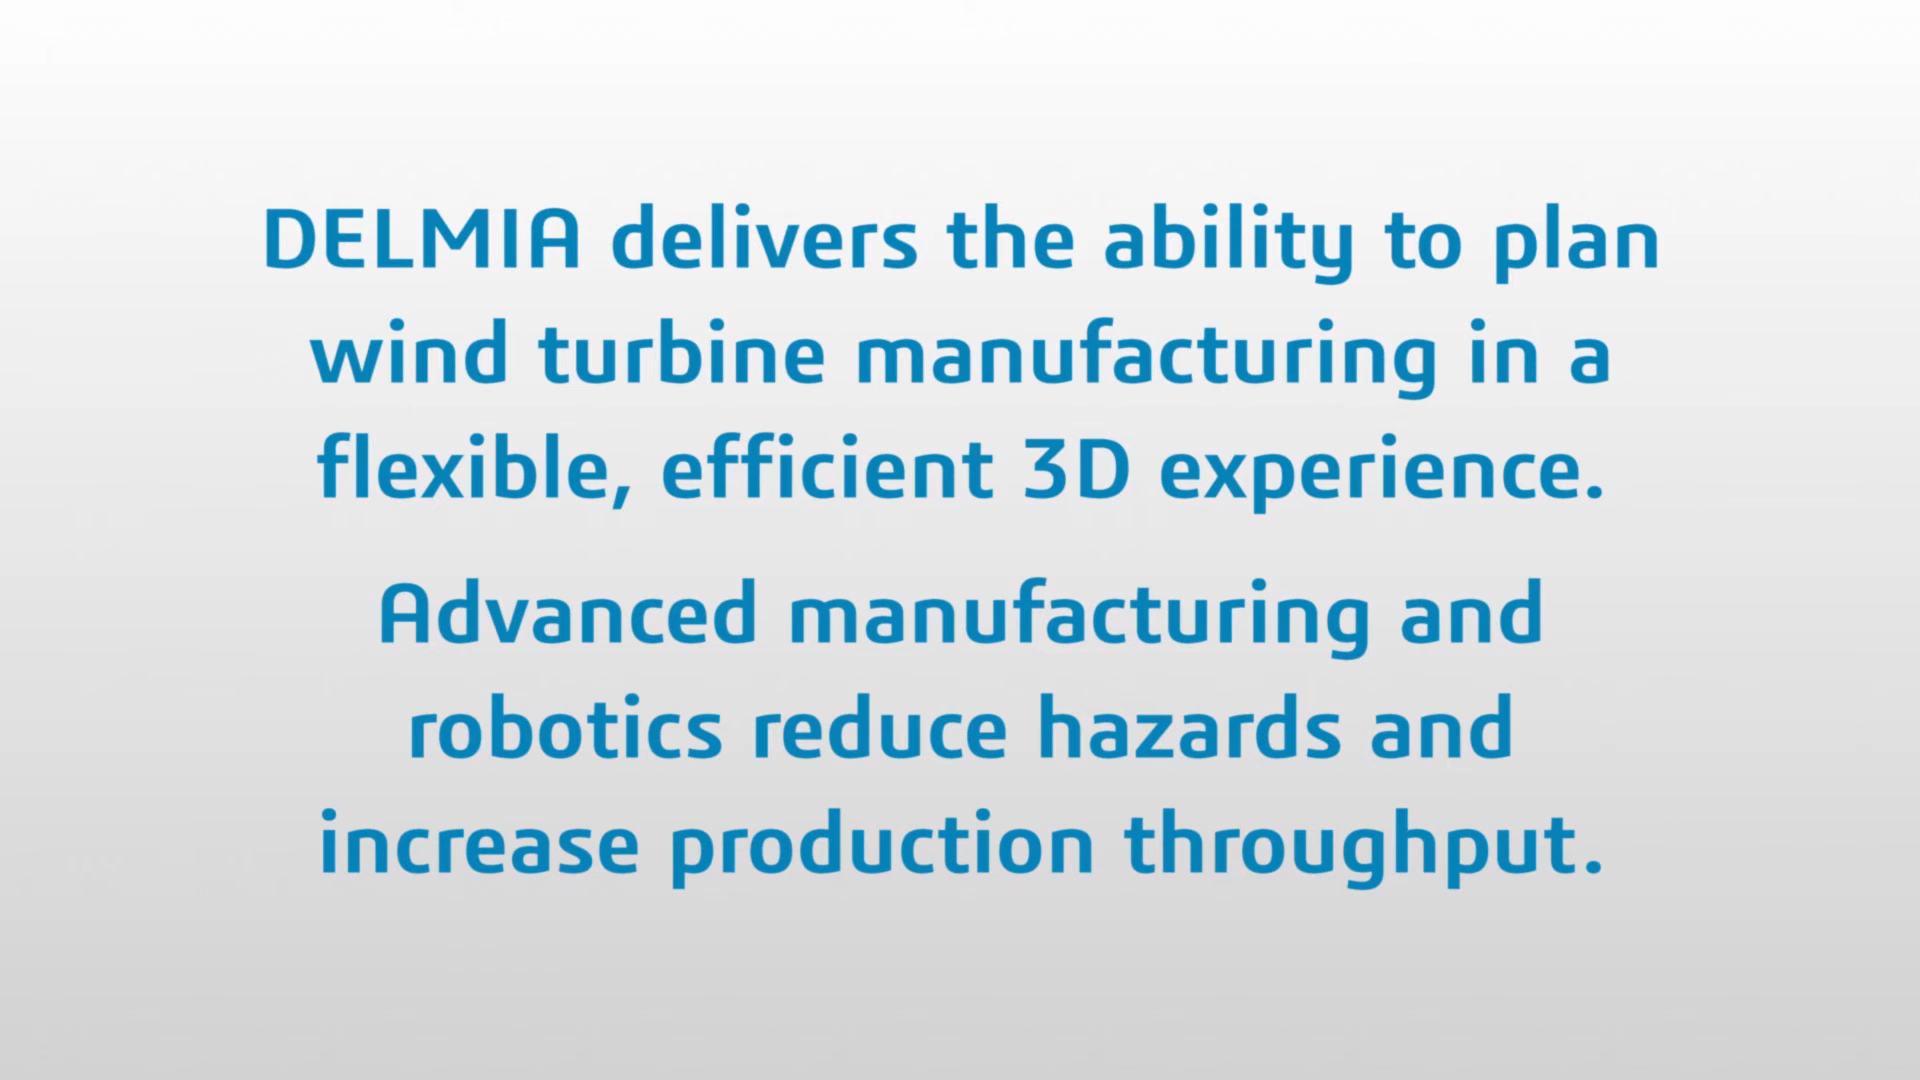 DELMIA delivers the ability to plan
wind turbine manufacturing in a
flexible, efficient 3D experience.
Advanced manufacturing and
robotics reduce hazards and
increase production throughput.